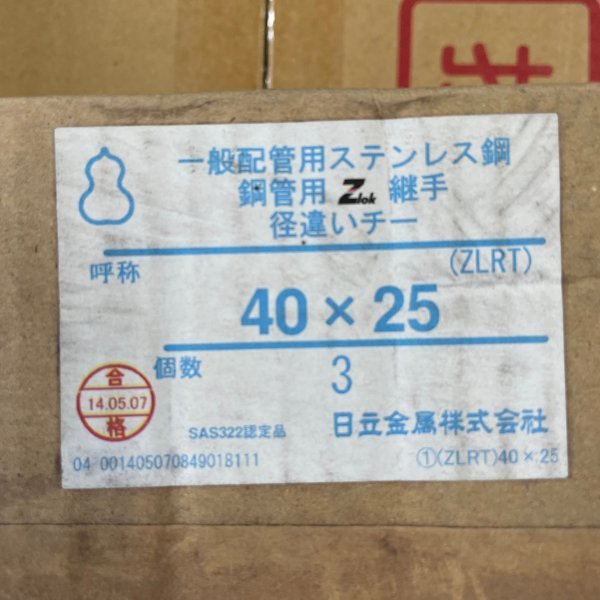 一般配管用ステンレス鋼
鋼管用 Zlok 継手
径違いチー
(ZLRT)
呼称
40 × 25
個数
3
合
14.05.07
格
SAS322認定品
日立金属株式会社
04 001405070849018111
①(ZLRT)40×25